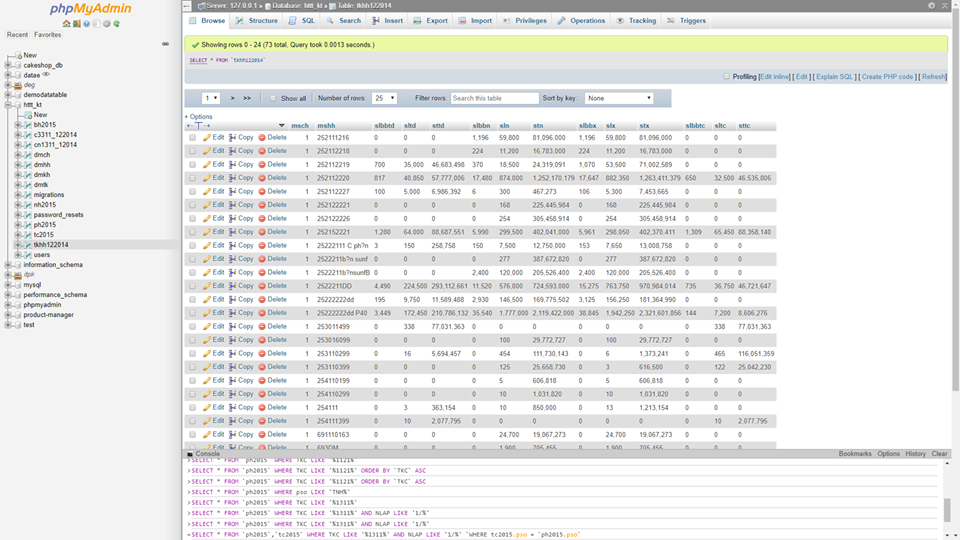 phpMyAdmin
Recent Favorites
New
cakeshop_db
datae
deg
demodatatable
httt_kt
New
bh2015
c3311_122014
cn1311_12014
dmch
dmhh
dmkh
dmtk
migrations
nh2015
password_resets
ph2015
tc2015
tkhh122014
users
information_schema
mysql
performance_schema
phpmyadmin
product-manager
test
Server: 127.0.0.1 » Database: httt_kt » Table: tkhh122014
Browse Structure SQL Search Insert Export Import Privileges Operations Tracking Triggers
Showing rows 0 - 24 (73 total, Query took 0.0013 seconds.)
SELECT * FROM `tkhh122014`
Profiling [Edit inline] [ Edit ] [ Explain SQL ] [ Create PHP code ] [ Refresh]
1 > >> Show all Number of rows: 25 Filter rows: Search this table Sort by key: None
+ Options
←T→ msch mshh slbbtd sltd sttd slbbn sln stn slbbx slx stx slbbtc sltc sttc
Edit Copy Delete 1 252111216 0 0 0 1,196 59,800 81,096,000 1,196 59,800 81,096,000 0 0 0
Edit Copy Delete 1 252112218 0 0 0 224 11,200 16,783,000 224 11,200 16,783,000 0 0 0
Edit Copy Delete 1 252112219 700 35,000 46,683,498 370 18,500 24,319,091 1,070 53,500 71,002,589 0 0 0
Edit Copy Delete 1 252112220 817 40,850 57,777,006 17,480 874,000 1,252,170,179 17,647 882,350 1,263,411,379 650 32,500 46,535,806
Edit Copy Delete 1 252112227 100 5,000 6,986,392 6 300 467,273 106 5,300 7,453,665 0 0 0
Edit Copy Delete 1 252122221 0 0 0 0 168 225,445,984 0 168 225,445,984 0 0 0
Edit Copy Delete 1 252122226 0 0 0 0 254 305,458,914 0 254 305,458,914 0 0 0
Edit Copy Delete 1 252152221 1,280 64,000 88,687,551 5,990 299,500 402,041,000 5,961 298,050 402,370,411 1,309 65,450 88,358,140
Edit Copy Delete 1 25222111 C ph?n 3 150 258,758 150 7,500 12,750,000 153 7,650 13,008,758 0 0 0
Edit Copy Delete 1 2522211b?n sunf 0 0 0 0 277 387,672,820 0 277 387,672,820 0 0 0
Edit Copy Delete 1 2522211b?nsunfB 0 0 0 2,400 120,000 205,526,400 2,400 120,000 205,526,400 0 0 0
Edit Copy Delete 1 2522211DD 4,490 224,500 293,112,661 11,520 576,000 724,593,000 15,275 763,750 970,984,014 735 36,750 46,721,647
Edit Copy Delete 1 25222222dd 195 9,750 11,589,488 2,930 146,500 169,775,502 3,125 156,250 181,364,990 0 0 0
Edit Copy Delete 1 25222222dd P40 3,449 172,450 210,786,132 35,540 1,777,000 2,119,422,000 38,845 1,942,250 2,321,601,856 144 7,200 8,606,276
Edit Copy Delete 1 253011499 0 338 77,031,363 0 0 0 0 0 0 0 338 77,031,363
Edit Copy Delete 1 253016099 0 0 0 0 100 29,772,727 0 100 29,772,727 0 0 0
Edit Copy Delete 1 253110299 0 16 5,694,457 0 454 111,730,143 0 6 1,373,241 0 465 116,051,359
Edit Copy Delete 1 253110399 0 0 0 0 125 25,658,730 0 3 616,500 0 122 25,042,230
Edit Copy Delete 1 254110199 0 0 0 0 5 606,818 0 5 606,818 0 0 0
Edit Copy Delete 1 254110299 0 0 0 0 10 1,031,820 0 10 1,031,820 0 0 0
Edit Copy Delete 1 254111 0 3 363,154 0 10 850,000 0 13 1,213,154 0 0 0
Edit Copy Delete 1 254111399 0 10 2,077,795 0 0 0 0 0 0 0 10 2,077,795
Edit Copy Delete 1 691110163 0 0 0 0 24,700 19,067,273 0 24,700 19,067,273 0 0 0
Edit Copy Delete 1 693DM 0 0 0 0 1,900 705,455 0 1,900 705,455 0 0 0
Console Bookmarks Options History Clear
>SELECT * FROM `ph2015` WHERE TKC LIKE '%1121%'
>SELECT * FROM `ph2015` WHERE TKC LIKE '%1121%' ORDER BY `TKC` ASC
>SELECT * FROM `ph2015` WHERE TKC LIKE '%1121%' ORDER BY `TKC` ASC
>SELECT * FROM `ph2015` WHERE pso LIKE 'TNH%'
>SELECT * FROM `ph2015` WHERE TKC LIKE '%1311%'
>SELECT * FROM `ph2015` WHERE TKC LIKE '%1311%' AND NLAP LIKE '1/%'
>SELECT * FROM `ph2015` WHERE TKC LIKE '%1311%' AND NLAP LIKE '1/%'
>SELECT * FROM `ph2015`,`tc2015` WHERE TKC LIKE '%1311%' AND NLAP LIKE '1/%' `WHERE tc2015.pso = `ph2015.pso`